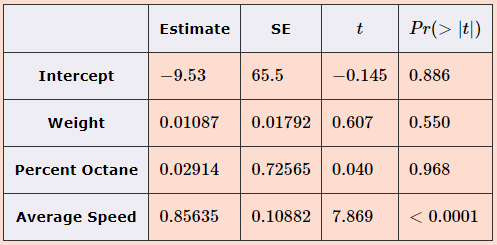 Estimate SE t Pr(> |t|)
Intercept −9.53 65.5 −0.145 0.886
Weight 0.01087 0.01792 0.607 0.550
Percent Octane 0.02914 0.72565 0.040 0.968
Average Speed 0.85635 0.10882 7.869 < 0.0001